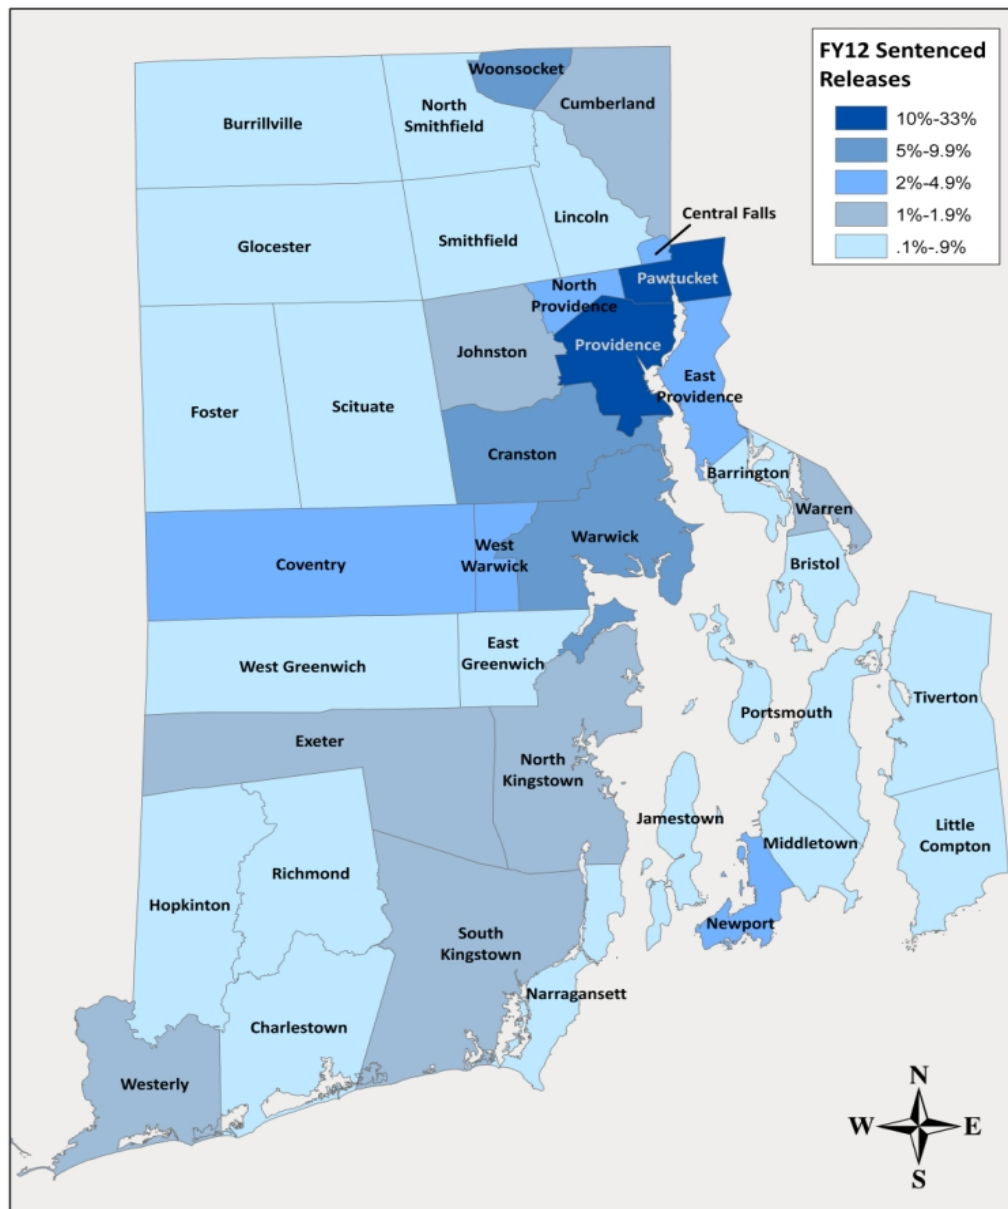 FY12 Sentenced
Releases
10%-33%
5%-9.9%
2%-4.9%
1%-1.9%
.1%-.9%
Woonsocket
Cumberland
North
Smithfield
Burrillville
Central Falls
Lincoln
Smithfield
Glocester
Pawtucket
North
Providence
Providence
Johnston
East
Providence
Foster
Scituate
Cranston
Barrington
Warren
Warwick
West
Warwick
Coventry
Bristol
East
Greenwich
West Greenwich
Tiverton
Portsmouth
Exeter
North
Kingstown
Jamestown
Middletown
Little
Compton
Richmond
Hopkinton
Newport
South
Kingstown
Narragansett
Charlestown
Westerly
N
W
E
S